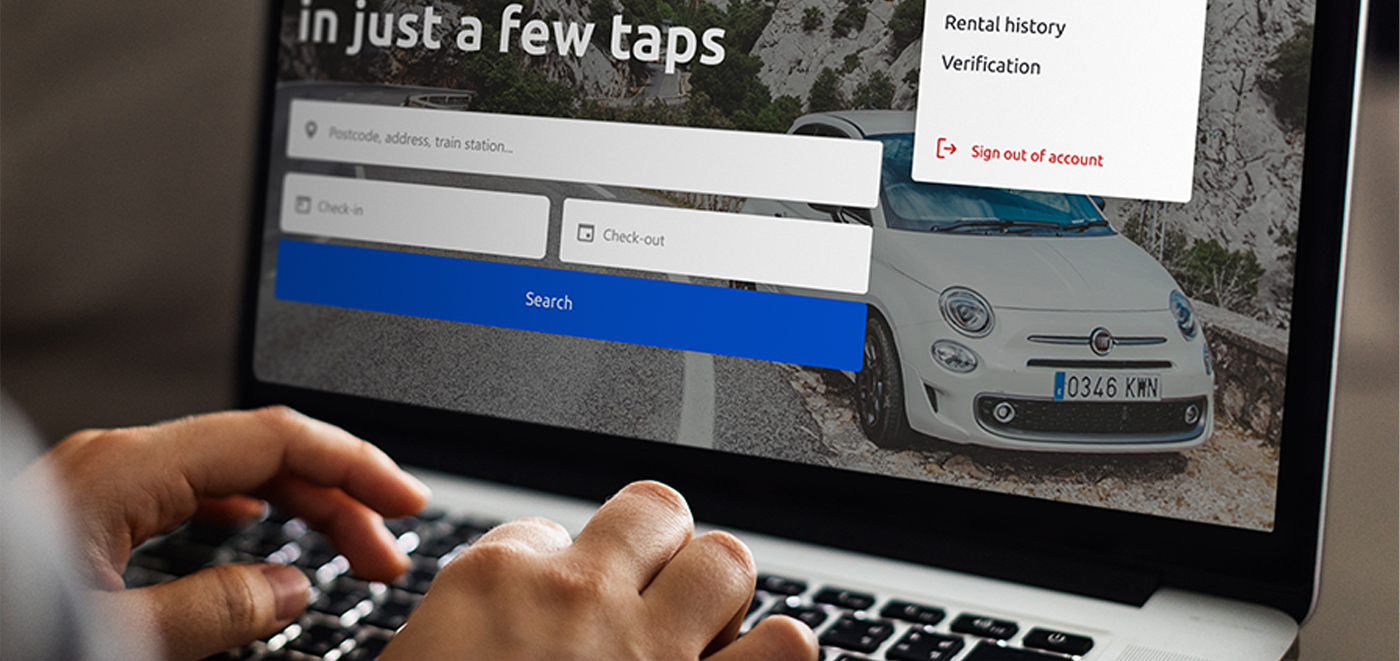 in just a few taps
Rental history
Verification
Sign out of account
Postcode, address, train station...
Check-in
Check-out
Search
0346 KWN